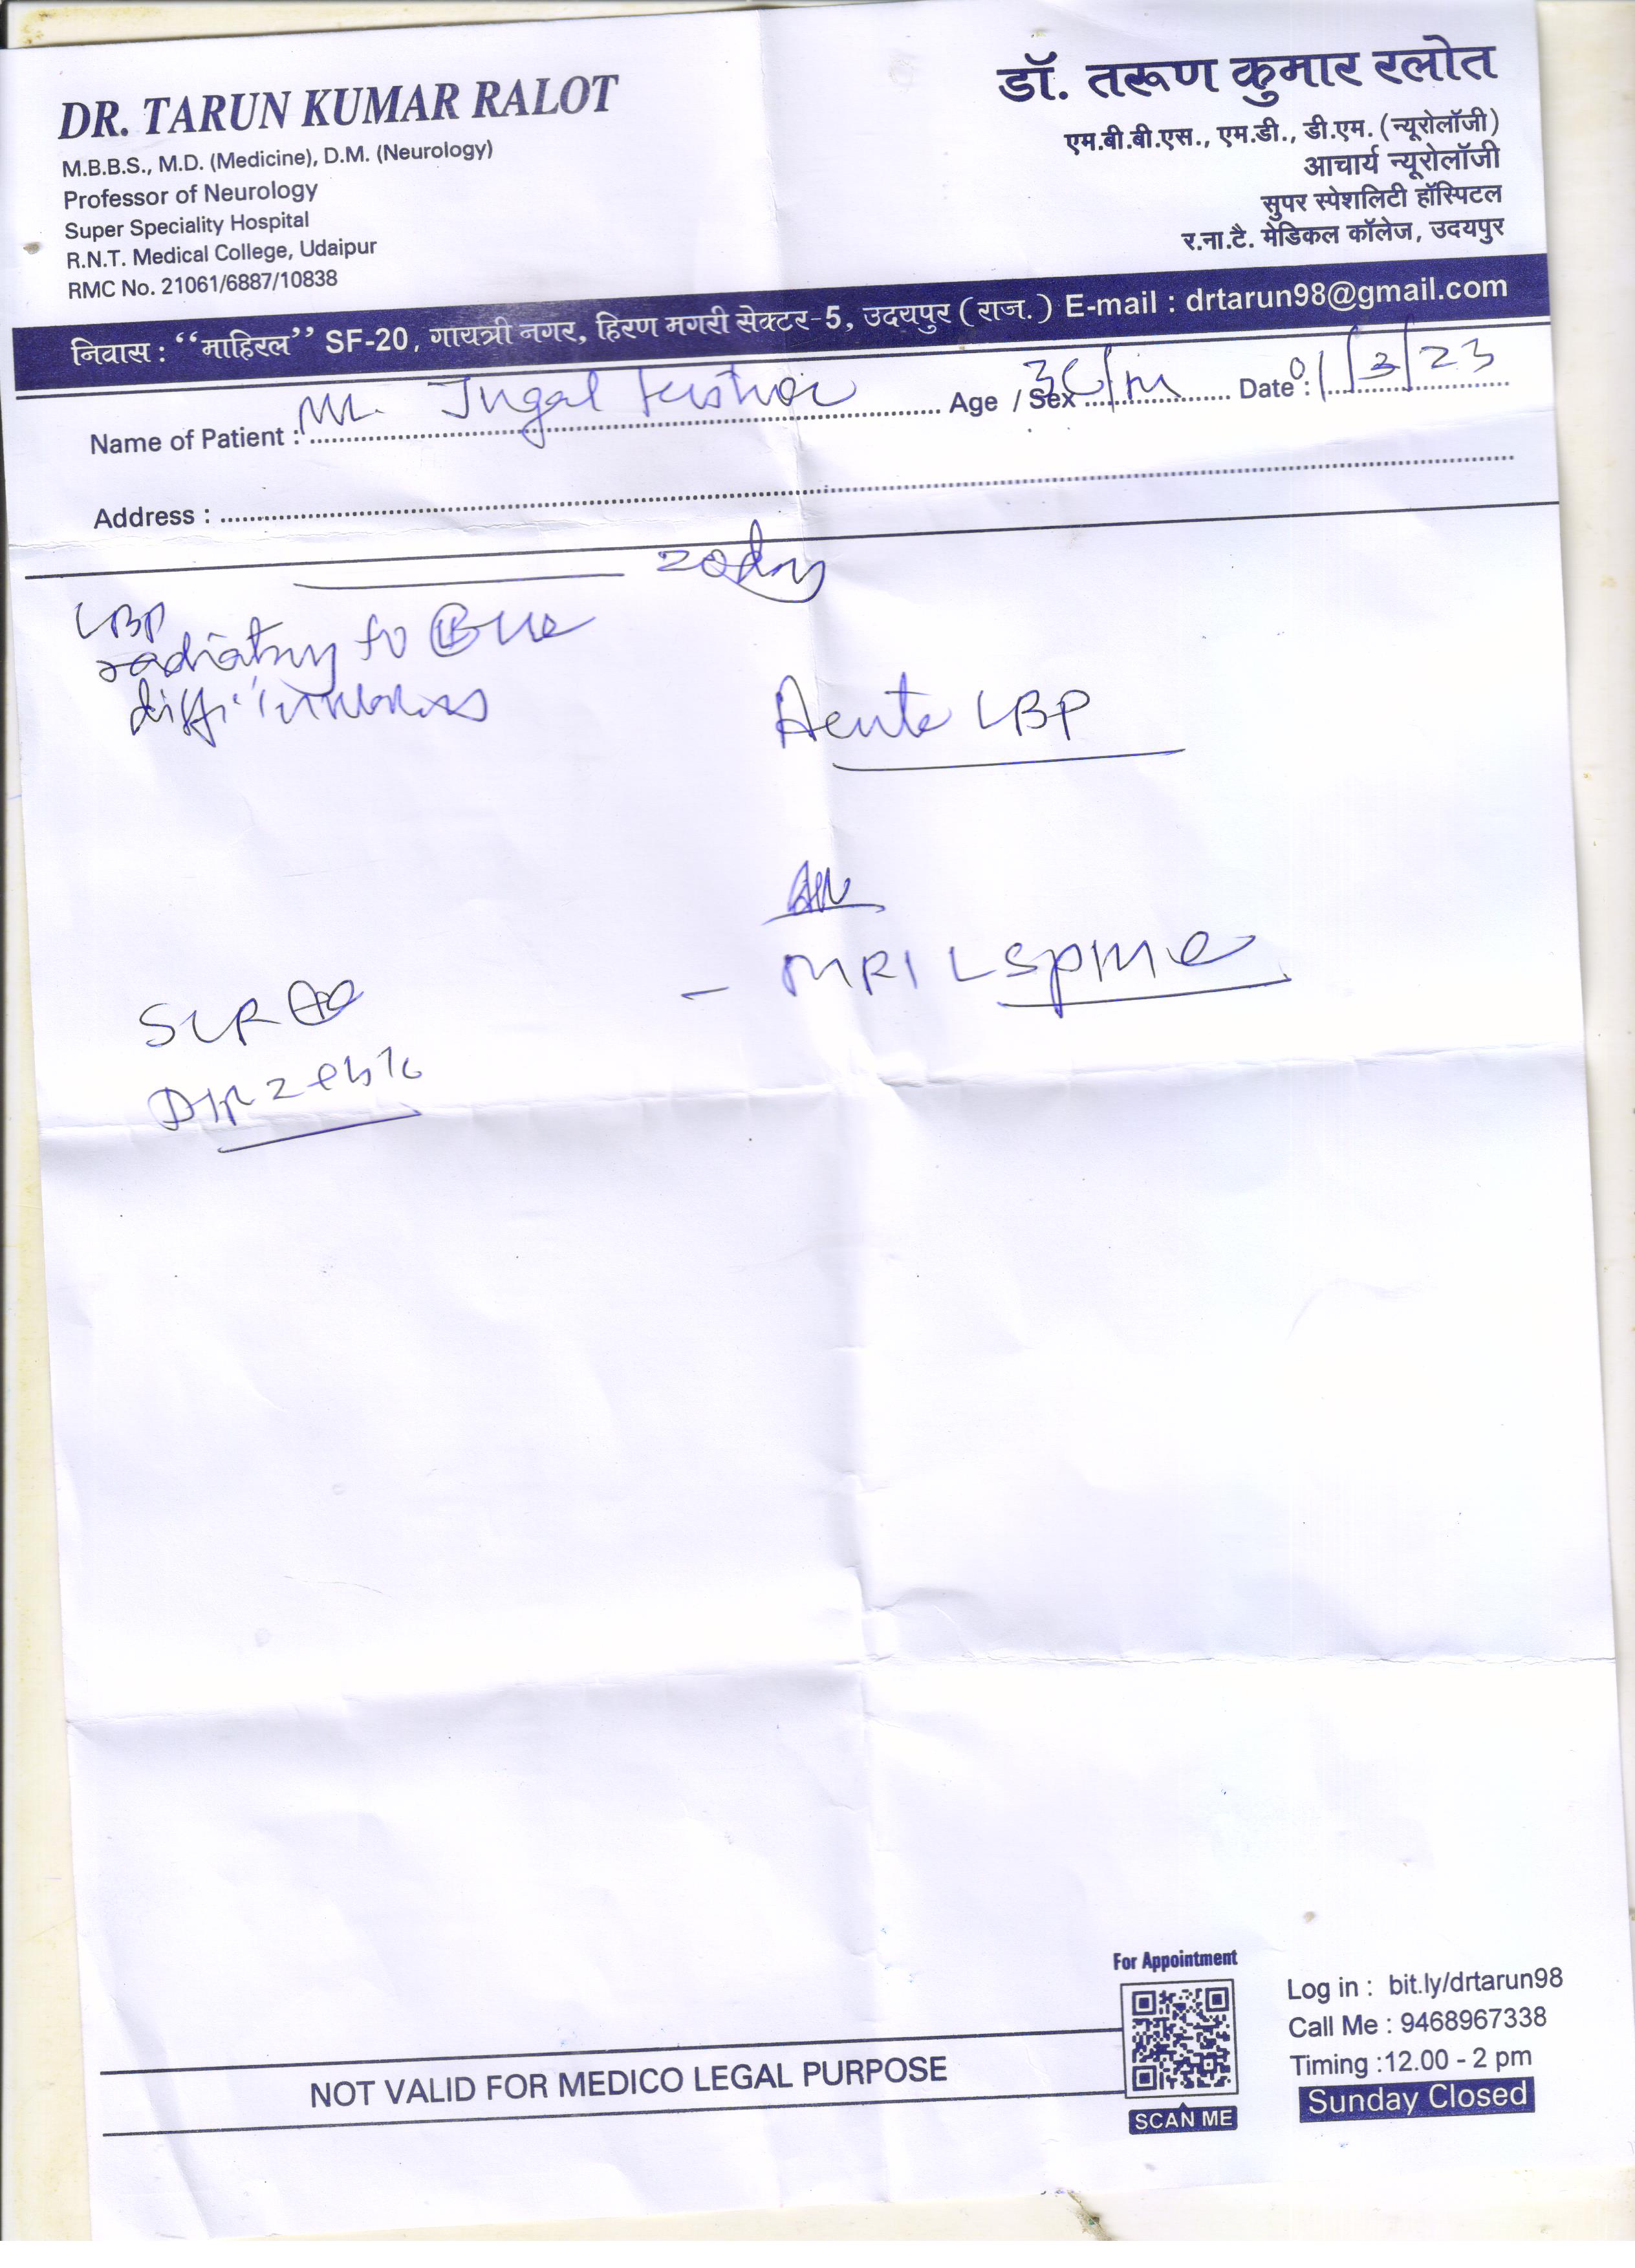 DR. TARUN KUMAR RALOT
M.B.B.S., M.D. (Medicine), D.M. (Neurology)
Professor of Neurology
Super Speciality Hospital
R.N.T. Medical College, Udaipur
RMC No. 21061/6887/10838
डॉ. तरूण कुमार रलोत
एम.बी.बी.एस., एम.डी., डी.एम. (न्यूरोलॉजी)
आचार्य न्यूरोलॉजी
सुपर स्पेशलिटी हॉस्पिटल
र.ना.टै. मेडिकल कॉलेज, उदयपुर
निवास : “माहिरल” SF-20, गायत्री नगर, हिरण मगरी सेक्टर-5, उदयपुर (राज.) E-mail : drtarun98@gmail.com
Name of Patient : Mr. Jugal Kishor Age / Sex M Date : 01/3/23
Address :
LBP
radiating to
Acute LBP
- MRI L Spine
SLR
For Appointment
SCAN ME
Log in : bit.ly/drtarun98
Call Me : 9468967338
Timing :12.00 - 2 pm
Sunday Closed
NOT VALID FOR MEDICO LEGAL PURPOSE